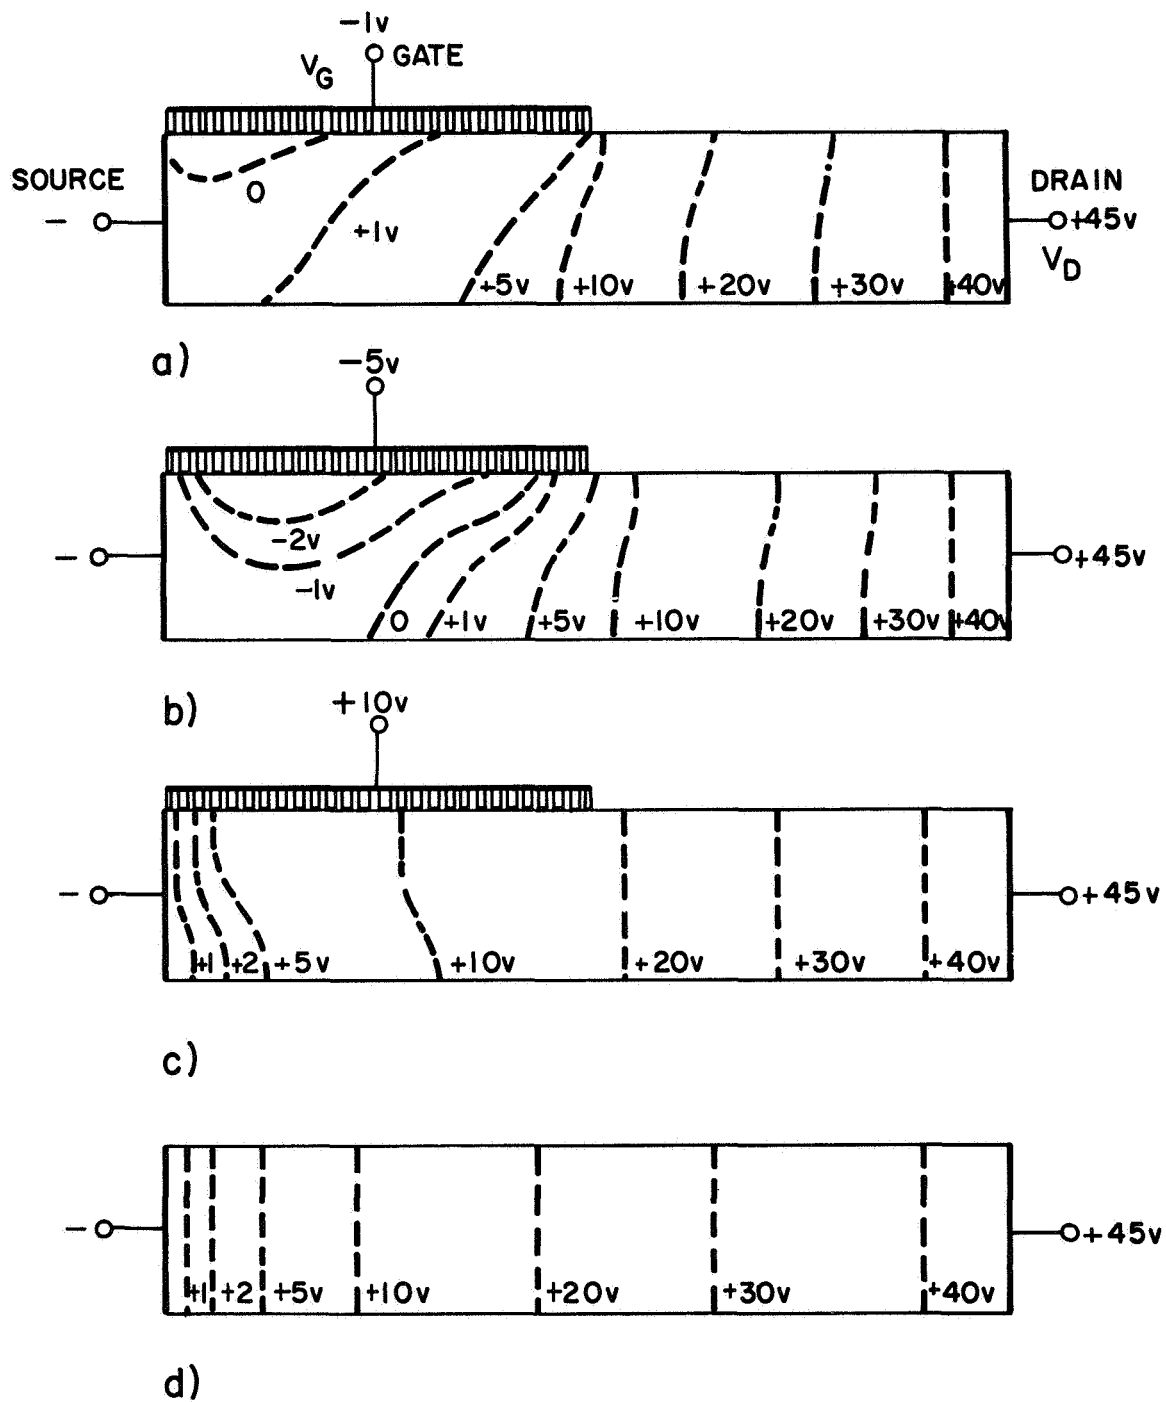 −1v
V_G GATE
SOURCE
DRAIN
−
+45v
V_D
0
+1v
+5v +10v +20v +30v +40v
a)
−5v
−2v
−1v
−
+45v
0 +1v +5v +10v +20v +30v +40v
b)
+10v
−
+45v
+1 +2 +5v +10v +20v +30v +40v
c)
−
+45v
+1 +2 +5v +10v +20v +30v +40v
d)